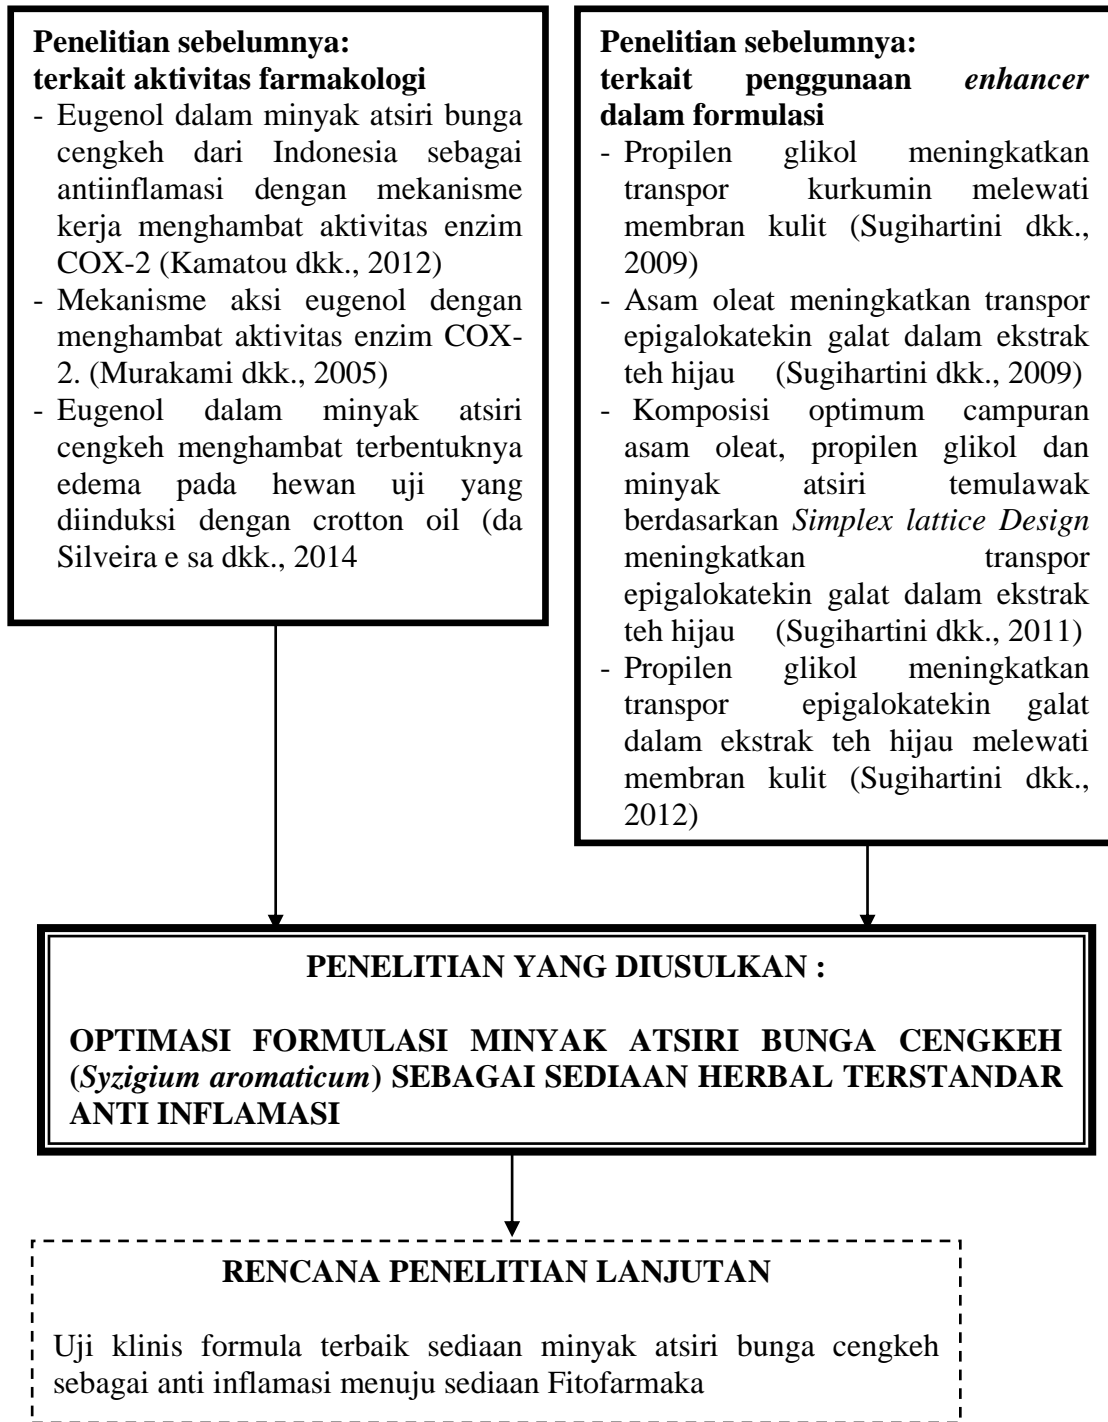 Penelitian sebelumnya:
terkait aktivitas farmakologi
- Eugenol dalam minyak atsiri bunga
cengkeh dari Indonesia sebagai
antiinflamasi dengan mekanisme
kerja menghambat aktivitas enzim
COX-2 (Kamatou dkk., 2012)
- Mekanisme aksi eugenol dengan
menghambat aktivitas enzim COX-
2. (Murakami dkk., 2005)
- Eugenol dalam minyak atsiri
cengkeh menghambat terbentuknya
edema pada hewan uji yang
diinduksi dengan crotton oil (da
Silveira e sa dkk., 2014
Penelitian sebelumnya:
terkait penggunaan enhancer
dalam formulasi
- Propilen glikol meningkatkan
transpor kurkumin melewati
membran kulit (Sugihartini dkk.,
2009)
- Asam oleat meningkatkan transpor
epigalokatekin galat dalam ekstrak
teh hijau (Sugihartini dkk., 2009)
- Komposisi optimum campuran
asam oleat, propilen glikol dan
minyak atsiri temulawak
berdasarkan Simplex lattice Design
meningkatkan transpor
epigalokatekin galat dalam ekstrak
teh hijau (Sugihartini dkk., 2011)
- Propilen glikol meningkatkan
transpor epigalokatekin galat
dalam ekstrak teh hijau melewati
membran kulit (Sugihartini dkk.,
2012)
PENELITIAN YANG DIUSULKAN :
OPTIMASI FORMULASI MINYAK ATSIRI BUNGA CENGKEH
(Syzigium aromaticum) SEBAGAI SEDIAAN HERBAL TERSTANDAR
ANTI INFLAMASI
RENCANA PENELITIAN LANJUTAN
Uji klinis formula terbaik sediaan minyak atsiri bunga cengkeh
sebagai anti inflamasi menuju sediaan Fitofarmaka